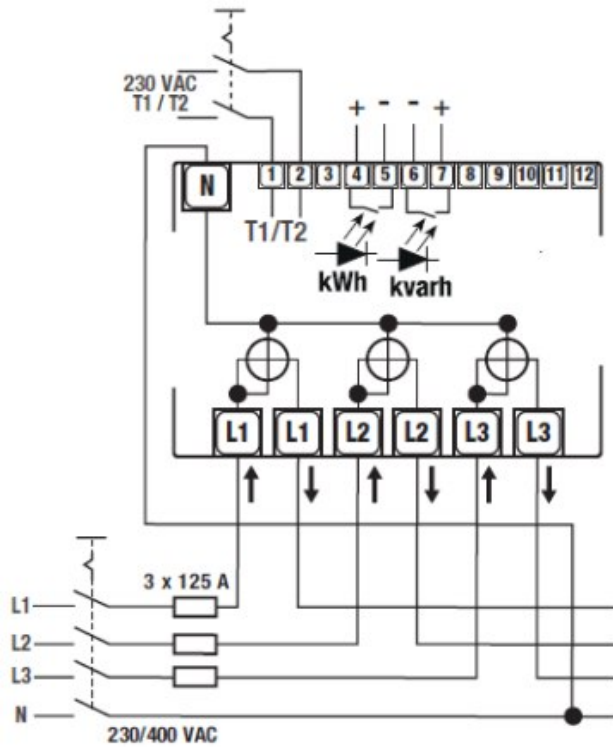 230 VAC
T1 / T2
+ - - +
N
1 2 3 4 5 6 7 8 9 10 11 12
T1/T2
kWh kvarh
L1 L1 L2 L2 L3 L3
3 x 125 A
L1
L2
L3
N
230/400 VAC